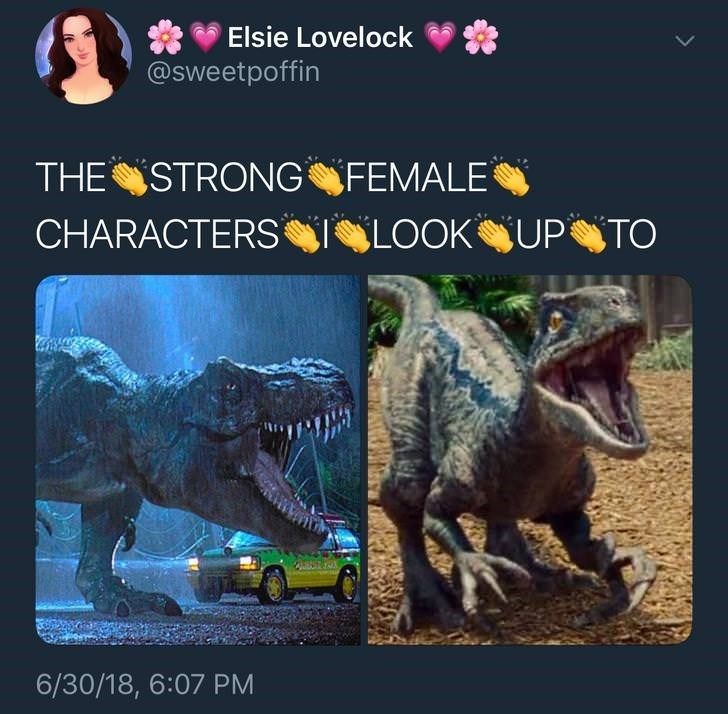 🌸💗 Elsie Lovelock 💗🌸
@sweetpoffin
THE👏STRONG👏FEMALE👏
CHARACTERS👏I👏LOOK👏UP👏TO
6/30/18, 6:07 PM